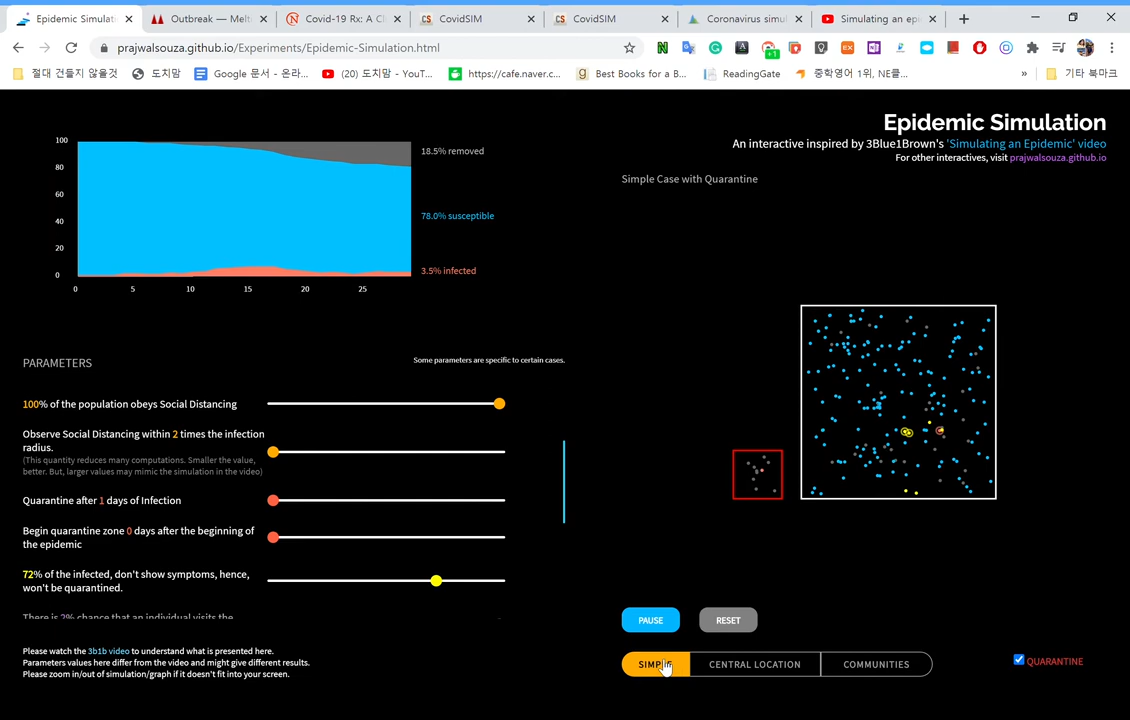 Epidemic Simulati
Outbreak — Melt
Covid-19 Rx: A Cl
CovidSIM
CovidSIM
Coronavirus simul
Simulating an epi
prajwalsouza.github.io/Experiments/Epidemic-Simulation.html
절대 건들지 않을것
도치맘
Google 문서 - 온라...
(20) 도치맘 - YouT...
https://cafe.naver.c...
Best Books for a B...
ReadingGate
중학영어 1위, NE클...
»
기타 북마크
Epidemic Simulation
An interactive inspired by 3Blue1Brown's 'Simulating an Epidemic' video
For other interactives, visit prajwalsouza.github.io
Simple Case with Quarantine
100
80
60
40
20
0
0 5 10 15 20 25
18.5% removed
78.0% susceptible
3.5% infected
PARAMETERS
Some parameters are specific to certain cases.
100% of the population obeys Social Distancing
Observe Social Distancing within 2 times the infection
radius.
(This quantity reduces many computations. Smaller the value,
better. But, larger values may mimic the simulation in the video)
Quarantine after 1 days of Infection
Begin quarantine zone 0 days after the beginning of
the epidemic
72% of the infected, don't show symptoms, hence,
won't be quarantined.
There is 2% chance that an individual visits the
Please watch the 3b1b video to understand what is presented here.
Parameters values here differ from the video and might give different results.
Please zoom in/out of simulation/graph if it doesn't fit into your screen.
PAUSE
RESET
SIMPLE
CENTRAL LOCATION
COMMUNITIES
QUARANTINE